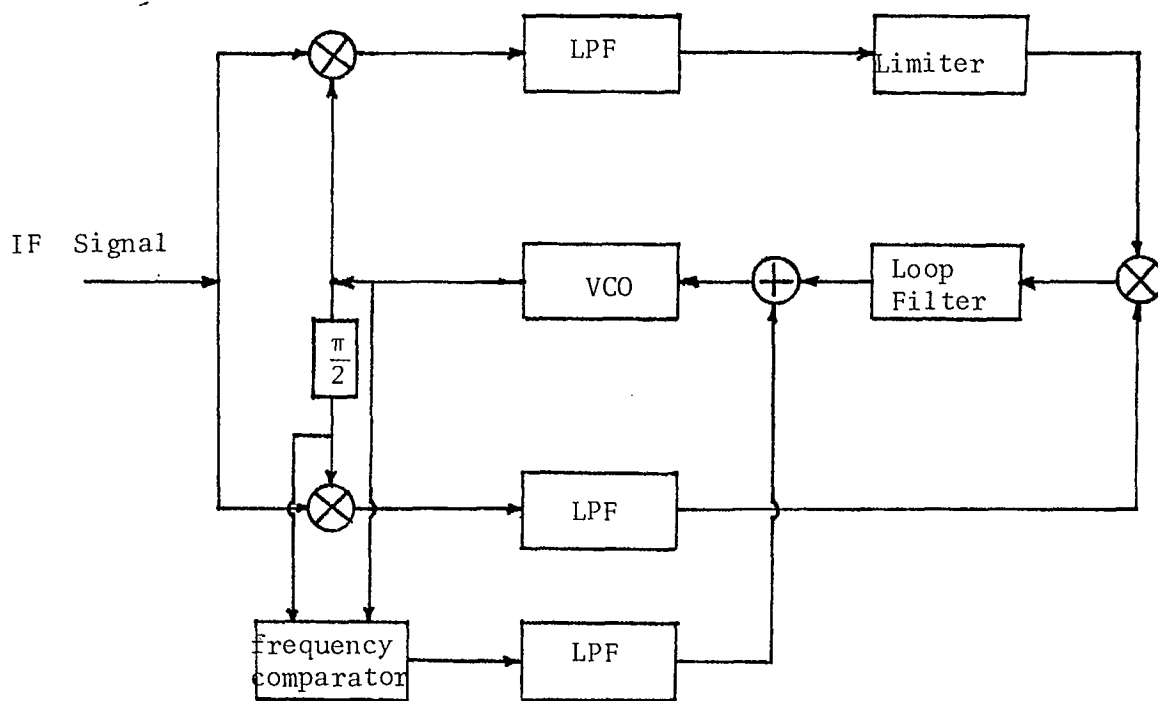 LPF
Limiter
IF Signal
VCO
Loop
Filter
π
2
LPF
frequency
comparator
LPF